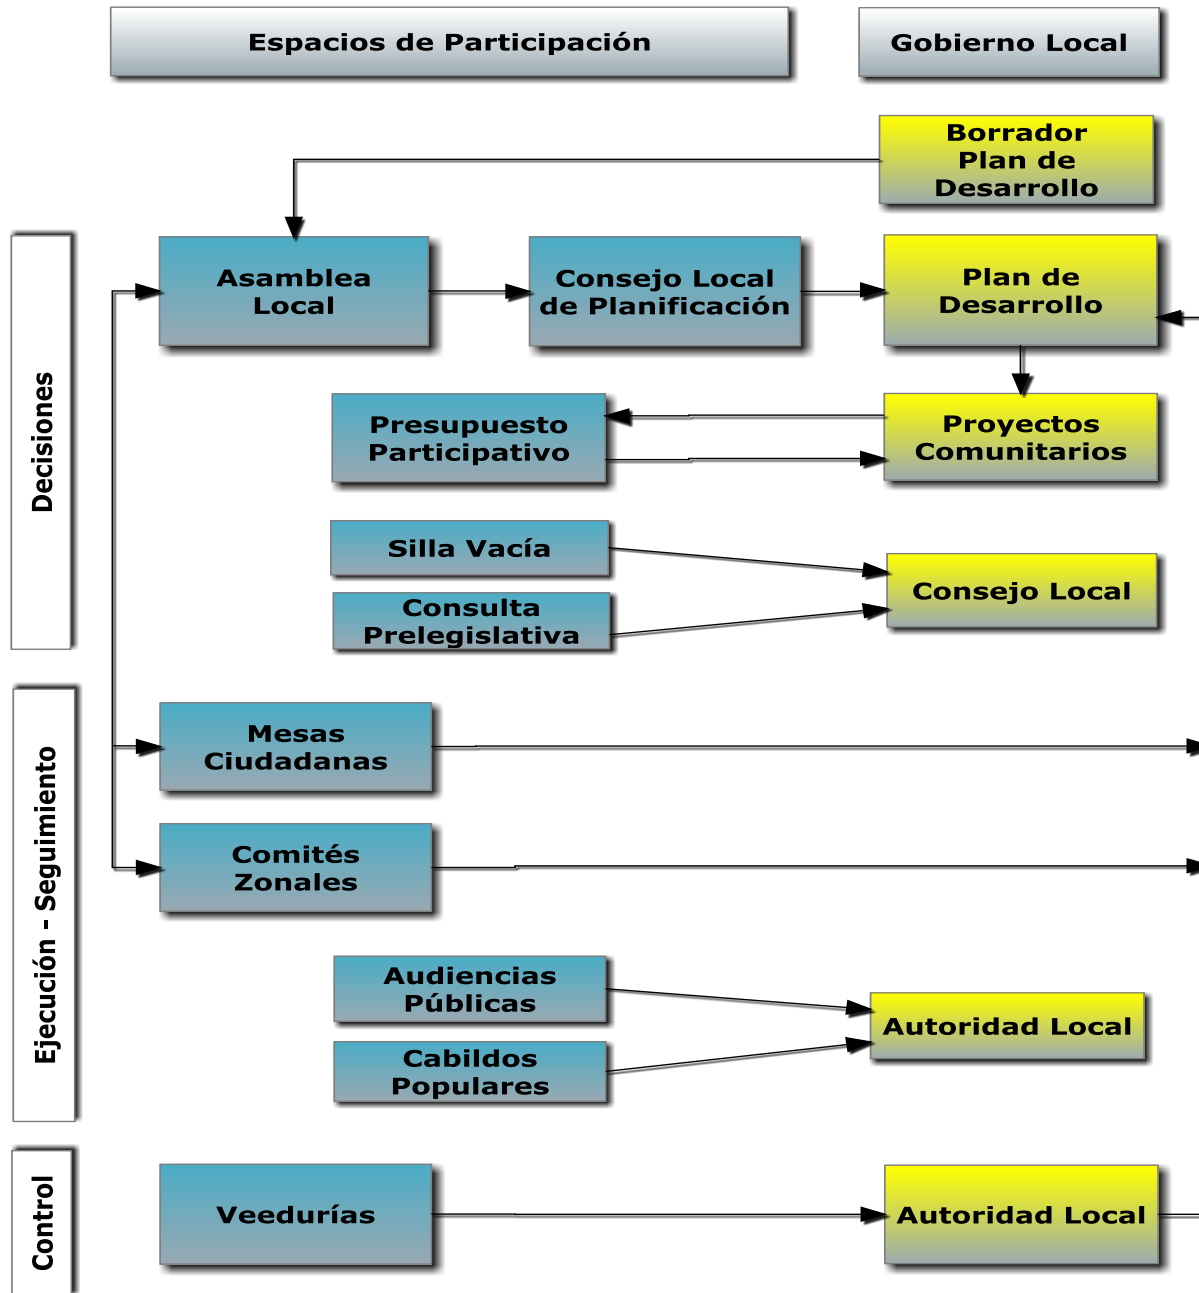 Espacios de Participación
Gobierno Local
Borrador
Plan de
Desarrollo
Decisiones
Asamblea
Local
Consejo Local
de Planificación
Plan de
Desarrollo
Presupuesto
Participativo
Proyectos
Comunitarios
Silla Vacía
Consulta
Prelegislativa
Consejo Local
Ejecución - Seguimiento
Mesas
Ciudadanas
Comités
Zonales
Audiencias
Públicas
Cabildos
Populares
Autoridad Local
Control
Veedurías
Autoridad Local